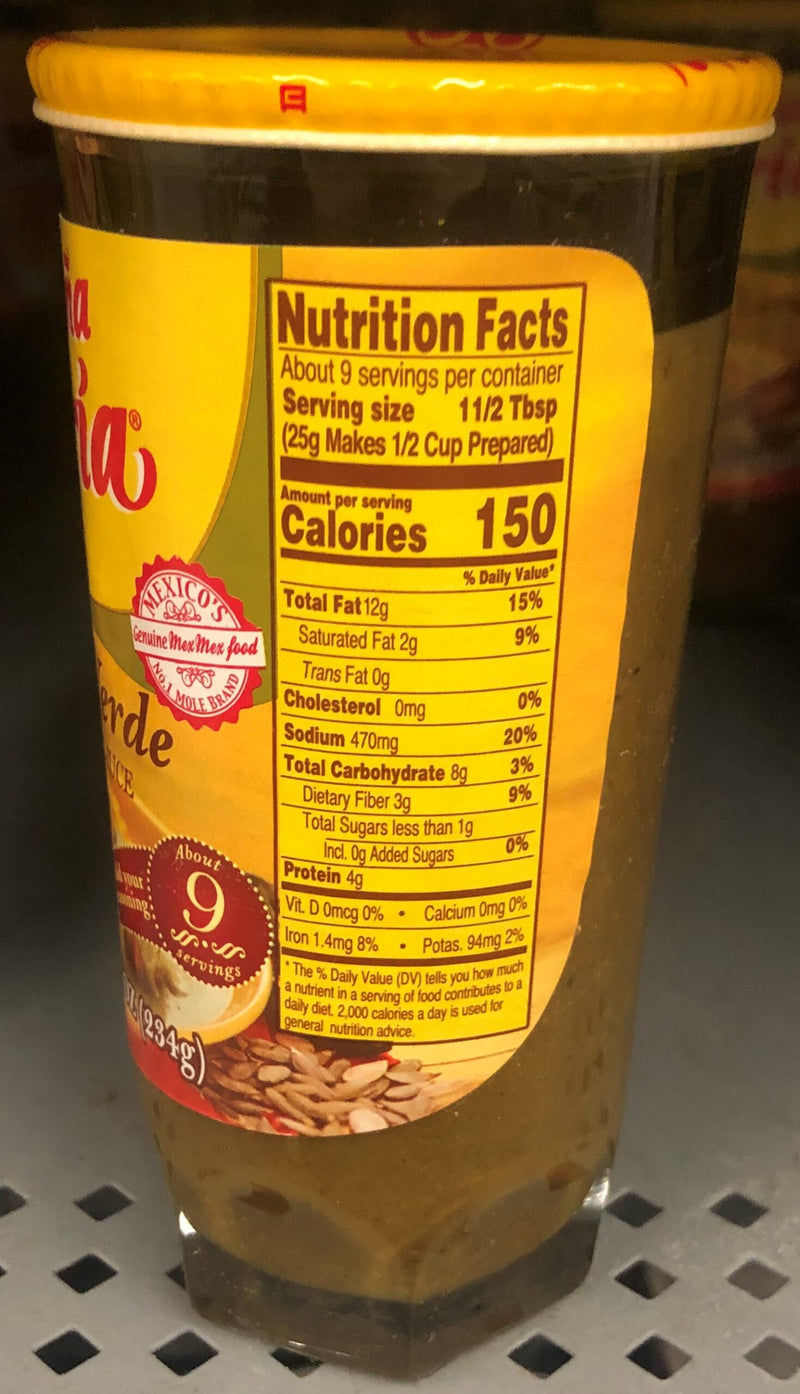 ia
ia®
MEXICO'S
Genuine MexMex food
No.1 MOLE BRAND
erde
UCE
About
9
servings
your
(234g)
Nutrition Facts
About 9 servings per container
Serving size 11/2 Tbsp
(25g Makes 1/2 Cup Prepared)
Amount per serving
Calories 150
% Daily Value*
Total Fat 12g 15%
Saturated Fat 2g 9%
Trans Fat 0g
Cholesterol 0mg 0%
Sodium 470mg 20%
Total Carbohydrate 8g 3%
Dietary Fiber 3g 9%
Total Sugars less than 1g
Incl. 0g Added Sugars 0%
Protein 4g
Vit. D 0mcg 0% • Calcium 0mg 0%
Iron 1.4mg 8% • Potas. 94mg 2%
* The % Daily Value (DV) tells you how much
a nutrient in a serving of food contributes to a
daily diet. 2,000 calories a day is used for
general nutrition advice.